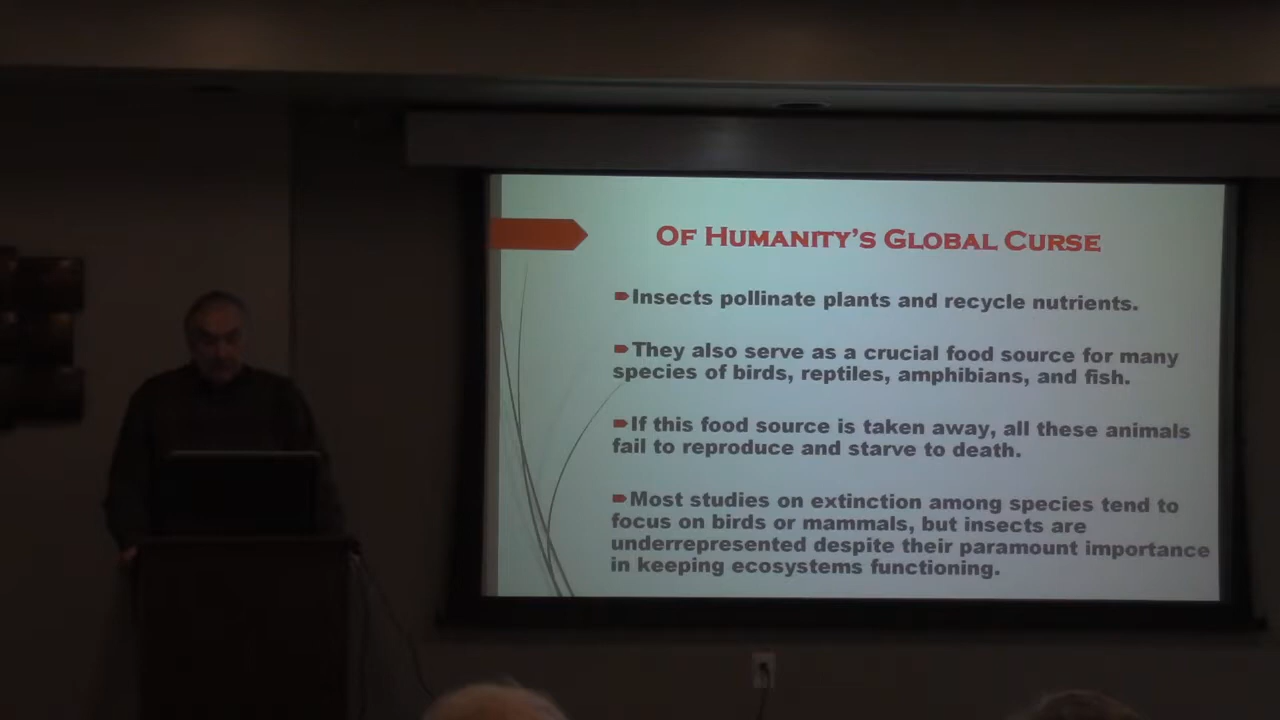 Of Humanity's Global Curse
Insects pollinate plants and recycle nutrients.
They also serve as a crucial food source for many
species of birds, reptiles, amphibians, and fish.
If this food source is taken away, all these animals
fail to reproduce and starve to death.
Most studies on extinction among species tend to
focus on birds or mammals, but insects are
underrepresented despite their paramount importance
in keeping ecosystems functioning.